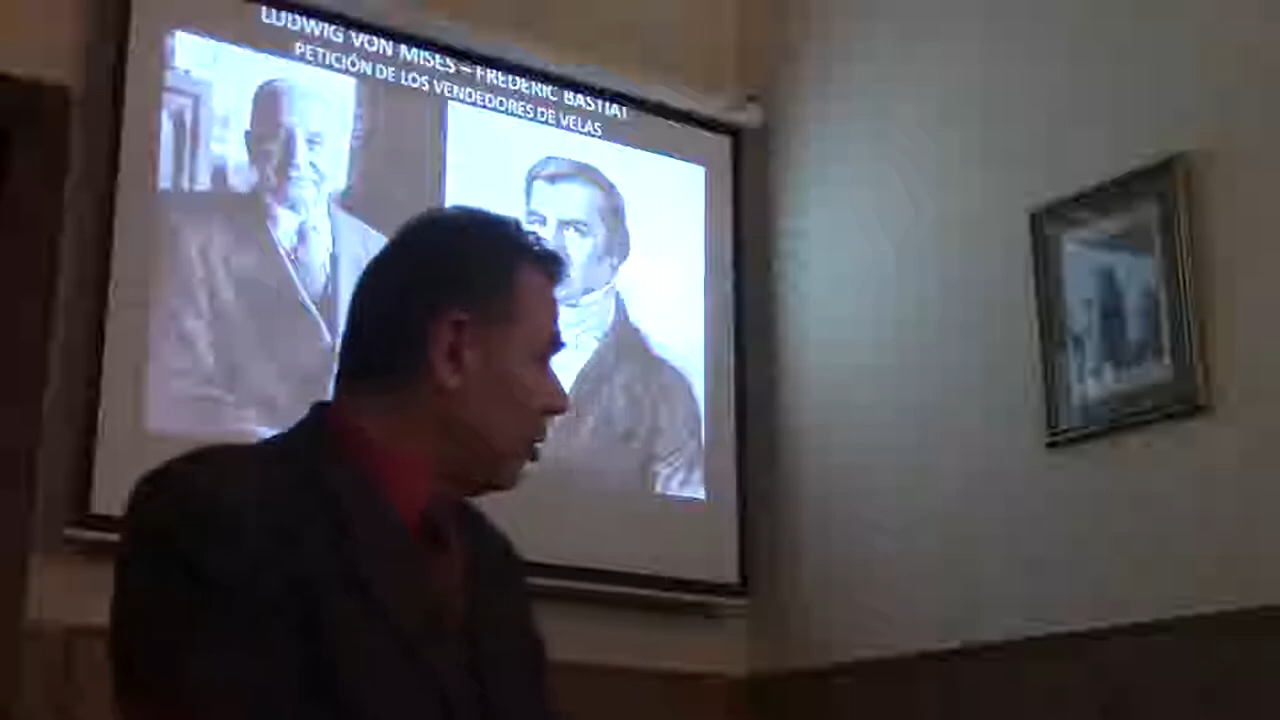 LUDWIG VON MISES – FREDERIC BASTIAT
PETICIÓN DE LOS VENDEDORES DE VELAS